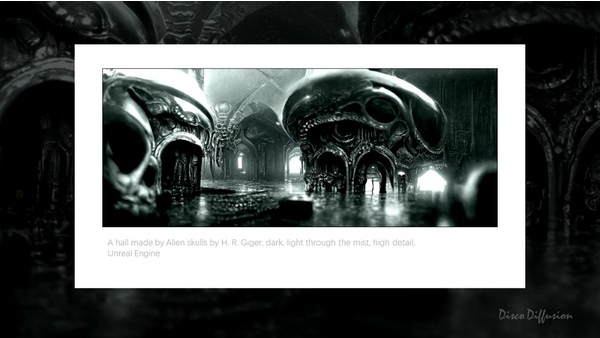 A hall made by Alien skulls by H. R. Giger, dark, light through the mist, high detail,
Unreal Engine
Disco Diffusion